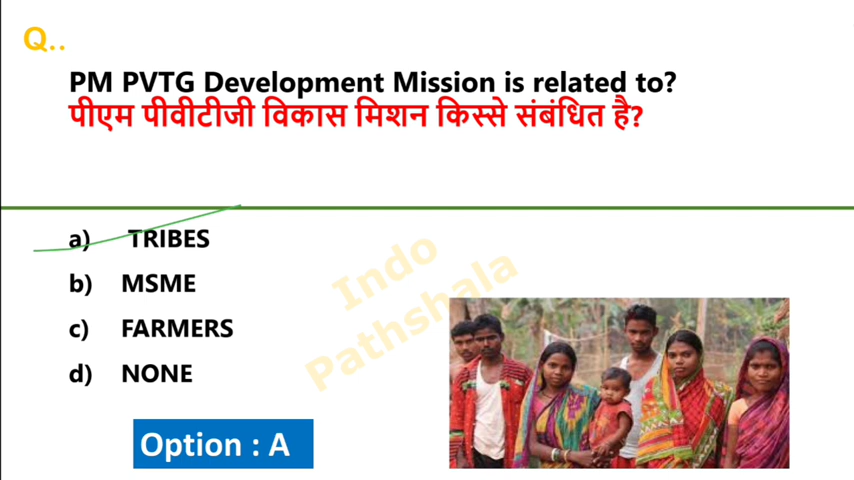 Q..
PM PVTG Development Mission is related to?
पीएम पीवीटीजी विकास मिशन किस्से संबंधित है?
a) TRIBES
b) MSME
c) FARMERS
d) NONE
Indo
Pathshala
Option : A